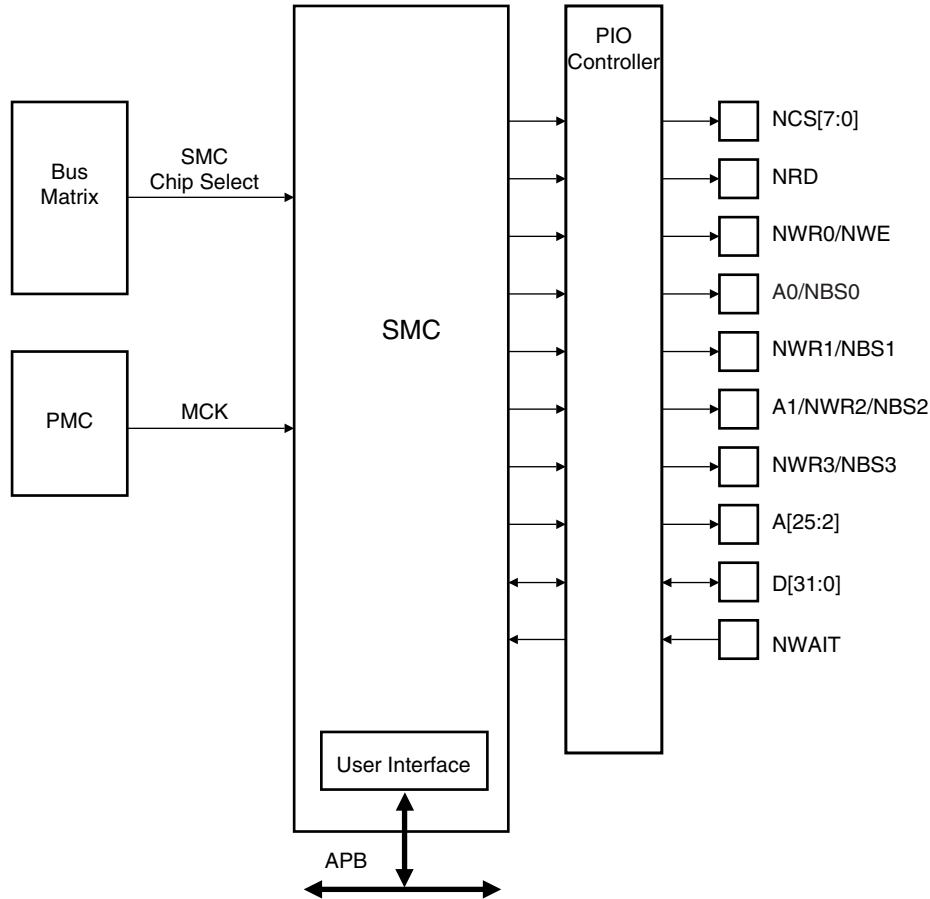 PIO
Controller
Bus
Matrix
SMC
Chip Select
PMC
MCK
SMC
NCS[7:0]
NRD
NWR0/NWE
A0/NBS0
NWR1/NBS1
A1/NWR2/NBS2
NWR3/NBS3
A[25:2]
D[31:0]
NWAIT
User Interface
APB